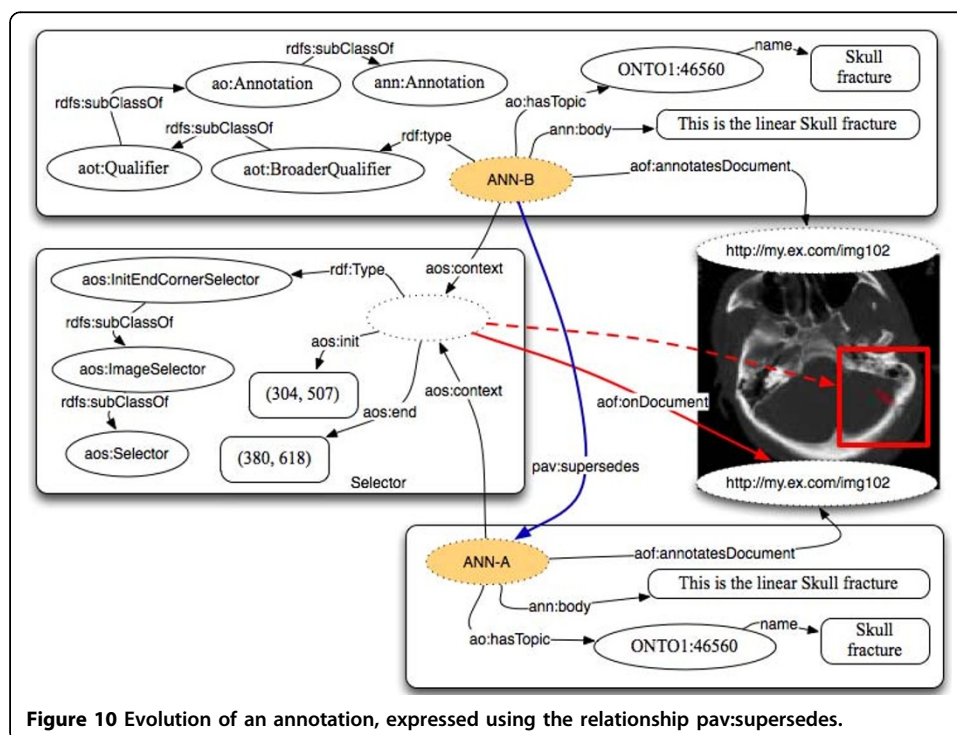 rdfs:subClassOf
name
ao:Annotation
ann:Annotation
ONTO1:46560
Skull
fracture
rdfs:subClassOf
ao:hasTopic
rdfs:subClassOf
rdf:type
ann:body
This is the linear Skull fracture
aot:Qualifier
aot:BroaderQualifier
ANN-B
aof:annotatesDocument
http://my.ex.com/img102
aos:InitEndCornerSelector
rdf:Type
aos:context
rdfs:subClassOf
aos:init
aos:ImageSelector
aos:context
rdfs:subClassOf
(304, 507)
aos:end
aof:onDocument
aos:Selector
(380, 618)
Selector
pav:supersedes
http://my.ex.com/img102
ANN-A
aof:annotatesDocument
This is the linear Skull fracture
ann:body
name
ao:hasTopic
ONTO1:46560
Skull
fracture
Figure 10 Evolution of an annotation, expressed using the relationship pav:supersedes.